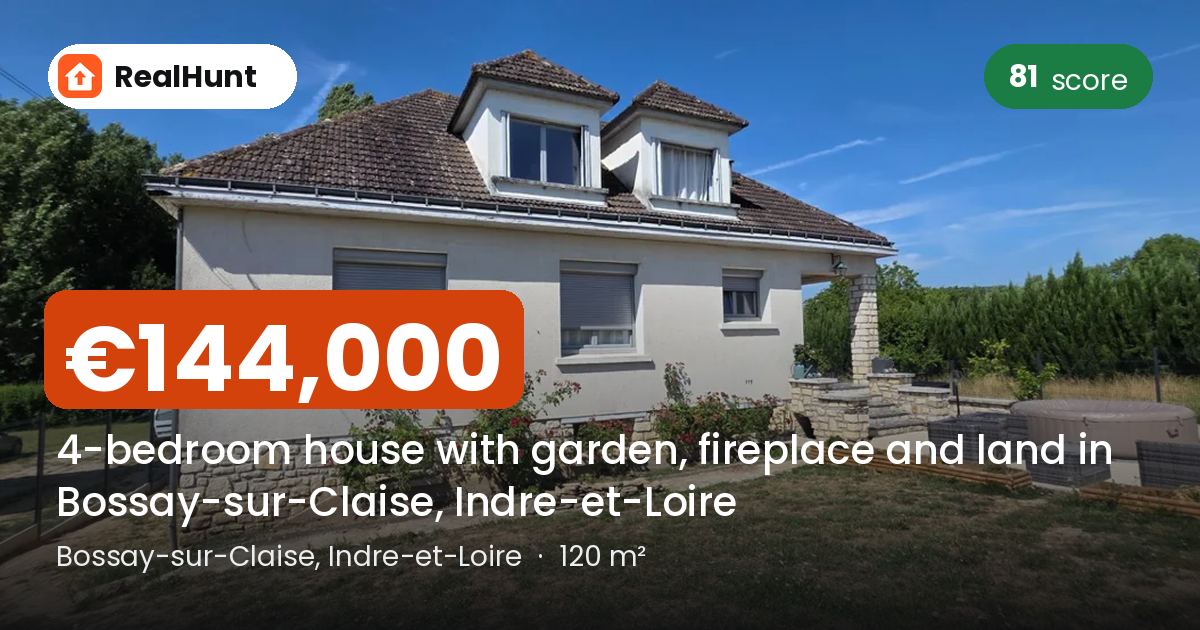 RealHunt
81 score
€144,000
4-bedroom house with garden, fireplace and land in
Bossay-sur-Claise, Indre-et-Loire
Bossay-sur-Claise, Indre-et-Loire · 120 m²